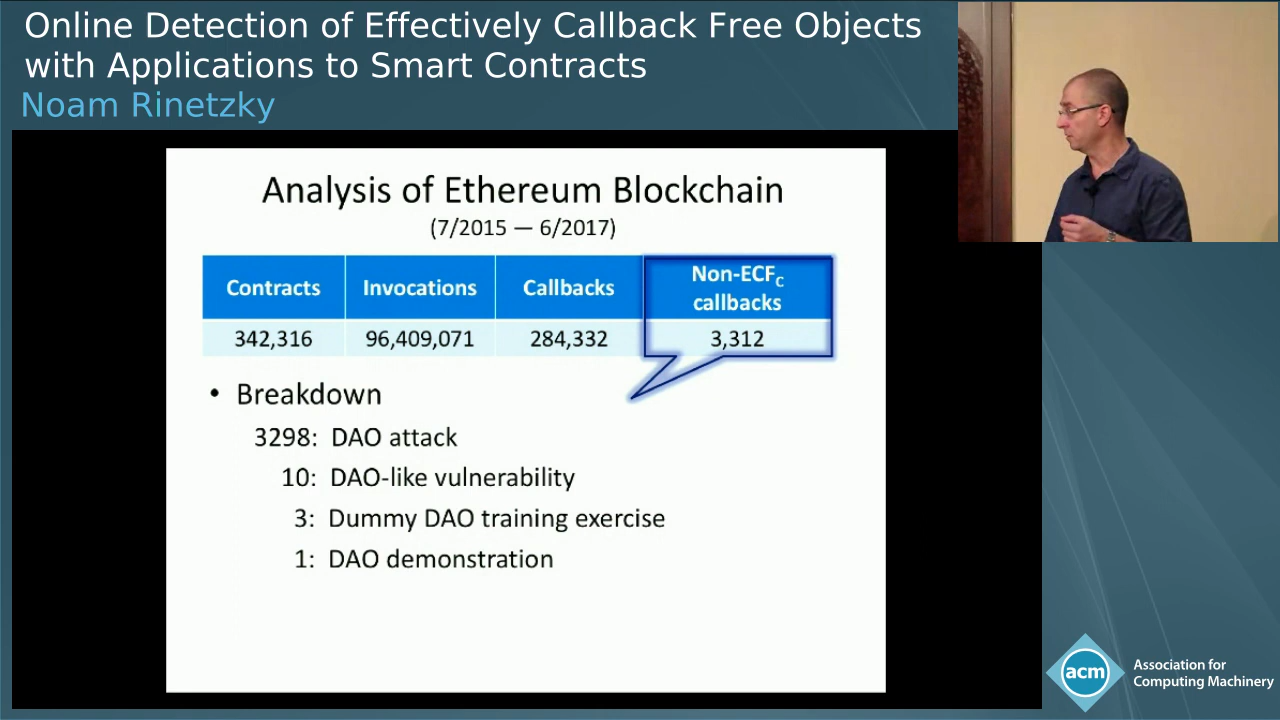 Online Detection of Effectively Callback Free Objects
with Applications to Smart Contracts
Noam Rinetzky
Analysis of Ethereum Blockchain
(7/2015 — 6/2017)
Contracts Invocations Callbacks Non-ECFC callbacks
342,316 96,409,071 284,332 3,312
• Breakdown
3298: DAO attack
10: DAO-like vulnerability
3: Dummy DAO training exercise
1: DAO demonstration
acm
Association for
Computing Machinery